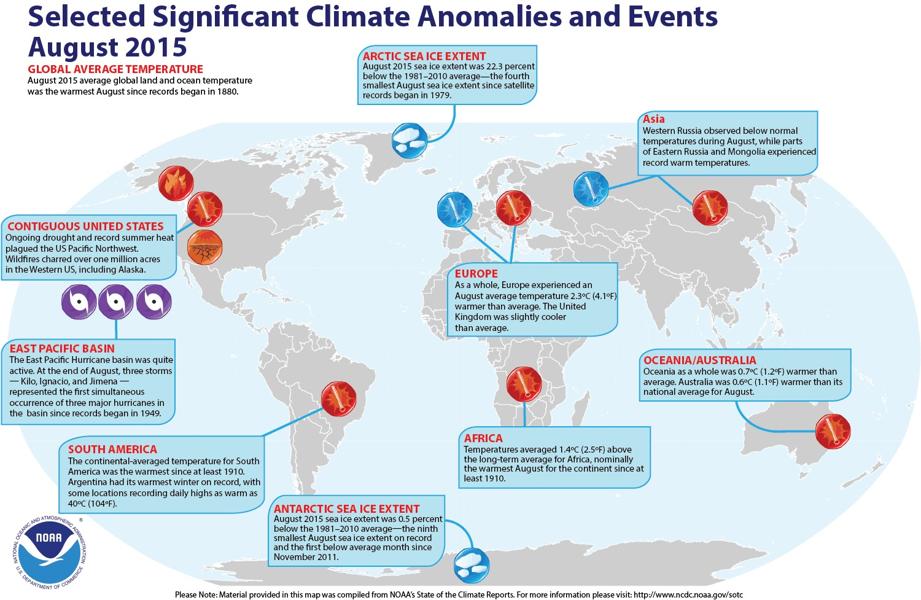 Selected Significant Climate Anomalies and Events
August 2015
GLOBAL AVERAGE TEMPERATURE
August 2015 average global land and ocean temperature
was the warmest August since records began in 1880.
ARCTIC SEA ICE EXTENT
August 2015 sea ice extent was 22.3 percent
below the 1981–2010 average—the fourth
smallest August sea ice extent since satellite
records began in 1979.
Asia
Western Russia observed below normal
temperatures during August, while parts
of Eastern Russia and Mongolia experienced
record warm temperatures.
CONTIGUOUS UNITED STATES
Ongoing drought and record summer heat
plagued the US Pacific Northwest.
Wildfires charred over one million acres
in the Western US, including Alaska.
EUROPE
As a whole, Europe experienced an
August average temperature 2.3ºC (4.1ºF)
warmer than average. The United
Kingdom was slightly cooler
than average.
EAST PACIFIC BASIN
The East Pacific Hurricane basin was quite
active. At the end of August, three storms
— Kilo, Ignacio, and Jimena —
represented the first simultaneous
occurrence of three major hurricanes in
the basin since records began in 1949.
OCEANIA/AUSTRALIA
Oceania as a whole was 0.7ºC (1.2ºF) warmer than
average. Australia was 0.6ºC (1.1ºF) warmer than its
national average for August.
SOUTH AMERICA
The continental-averaged temperature for South
America was the warmest since at least 1910.
Argentina had its warmest winter on record, with
some locations recording daily highs as warm as
40ºC (104ºF).
AFRICA
Temperatures averaged 1.4ºC (2.5ºF) above
the long-term average for Africa, nominally
the warmest August for the continent since at
least 1910.
ANTARCTIC SEA ICE EXTENT
August 2015 sea ice extent was 0.5 percent
below the 1981–2010 average—the ninth
smallest August sea ice extent on record
and the first below average month since
November 2011.
NATIONAL OCEANIC AND ATMOSPHERIC ADMINISTRATION
®
NOAA
U.S. DEPARTMENT OF COMMERCE
Please Note: Material provided in this map was compiled from NOAA's State of the Climate Reports. For more information please visit: http://www.ncdc.noaa.gov/sotc